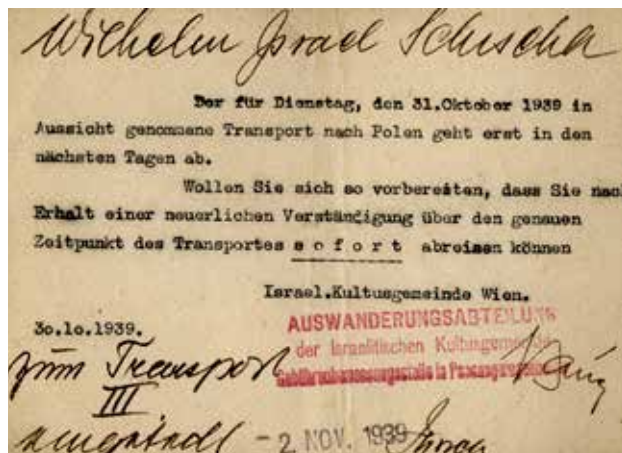 Wilhelm Israel Schischa
Der für Dienstag, den 31.Oktober 1939 in
Aussicht genommene Transport nach Polen geht erst in den
nächsten Tagen ab.
Wollen Sie sich so vorbereiten, dass Sie nac
Erhalt einer neuerlichen Verständigung über den genauen
Zeitpunkt des Transportes sofort abreisen können
Israel.Kultusgemeinde Wien.
30.10.1939.
AUSWANDERUNGSABTEILUNG
der Israelitischen Kultusgemeinde
zum Transport
III
- 2. NOV. 1939